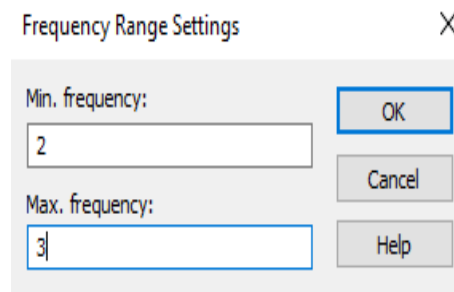 Frequency Range Settings
Min. frequency:
2
Max. frequency:
3
OK
Cancel
Help